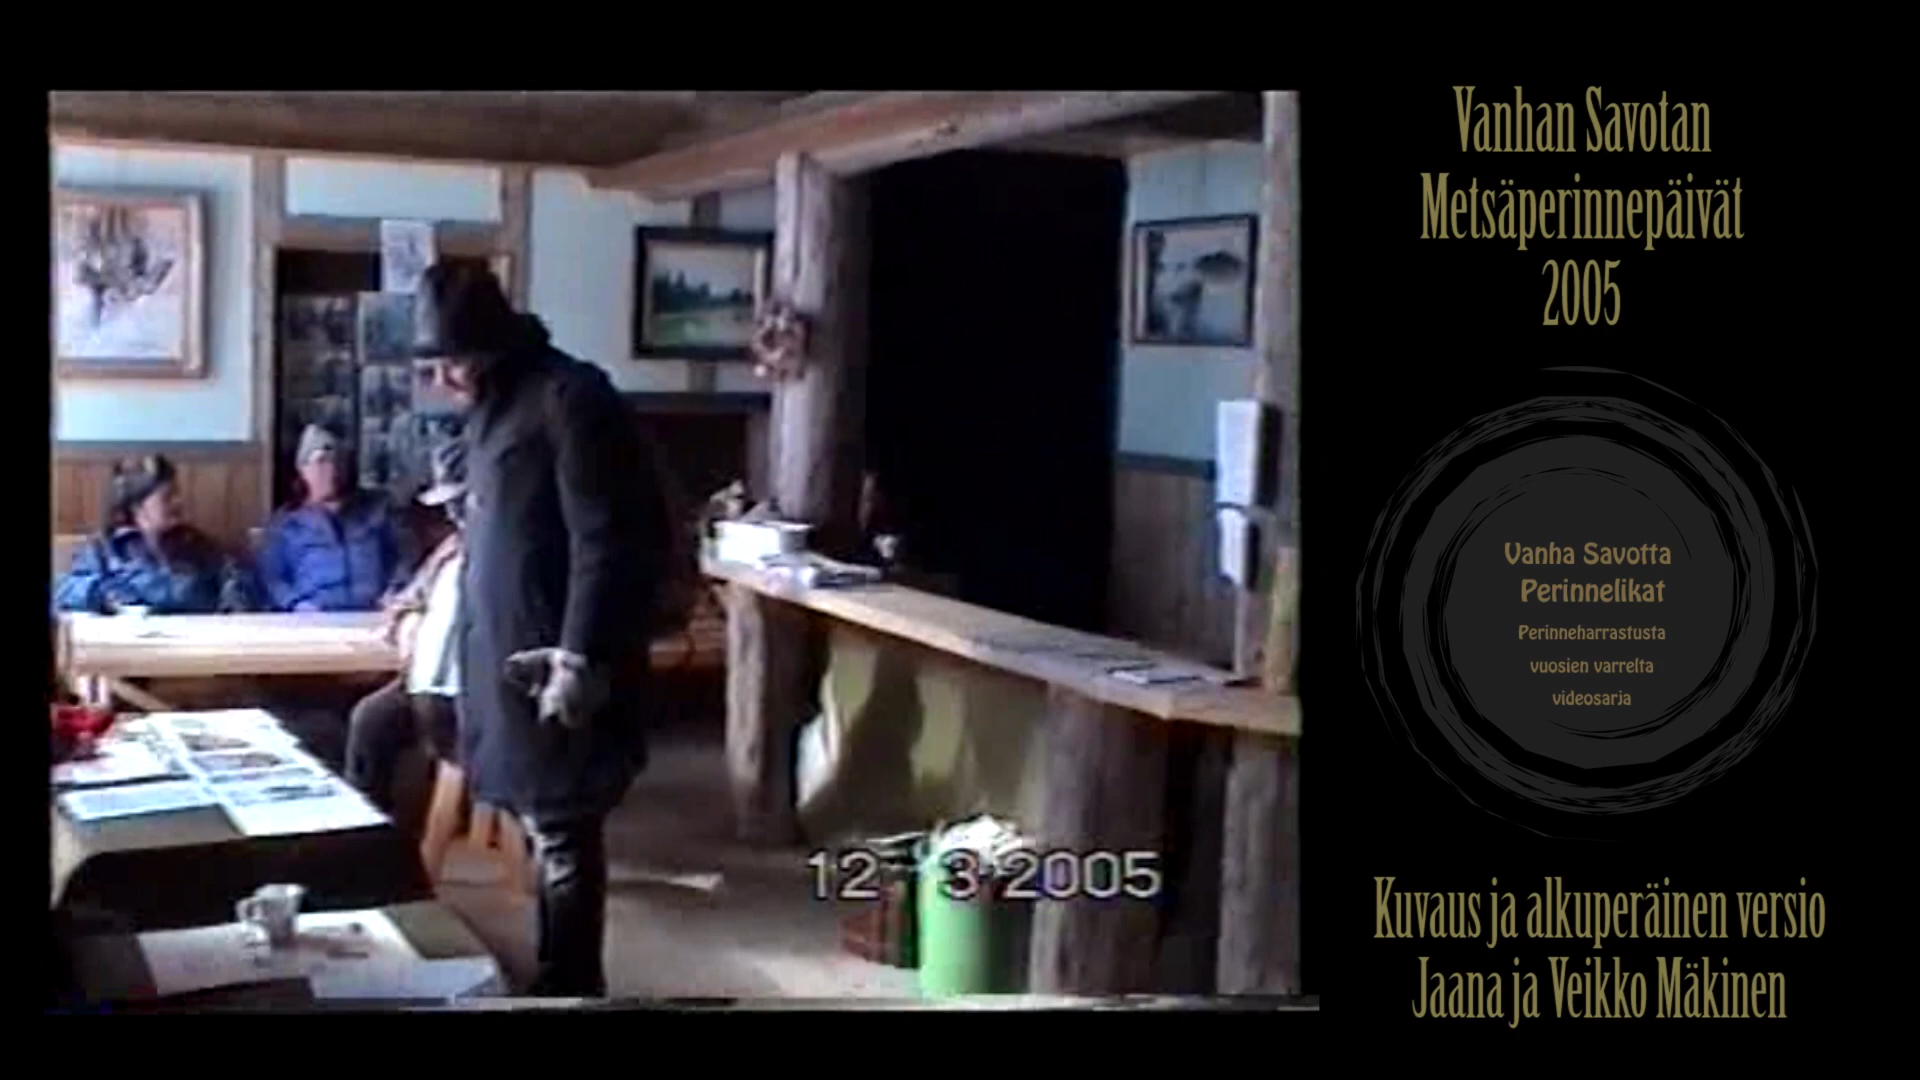 Vanhan Savotan
Metsäperinnepäivät
2005
Vanha Savotta
Perinnelikat
Perinneharrastusta
vuosien varrelta
videosarja
12 3 2005
Kuvaus ja alkuperäinen versio
Jaana ja Veikko Mäkinen